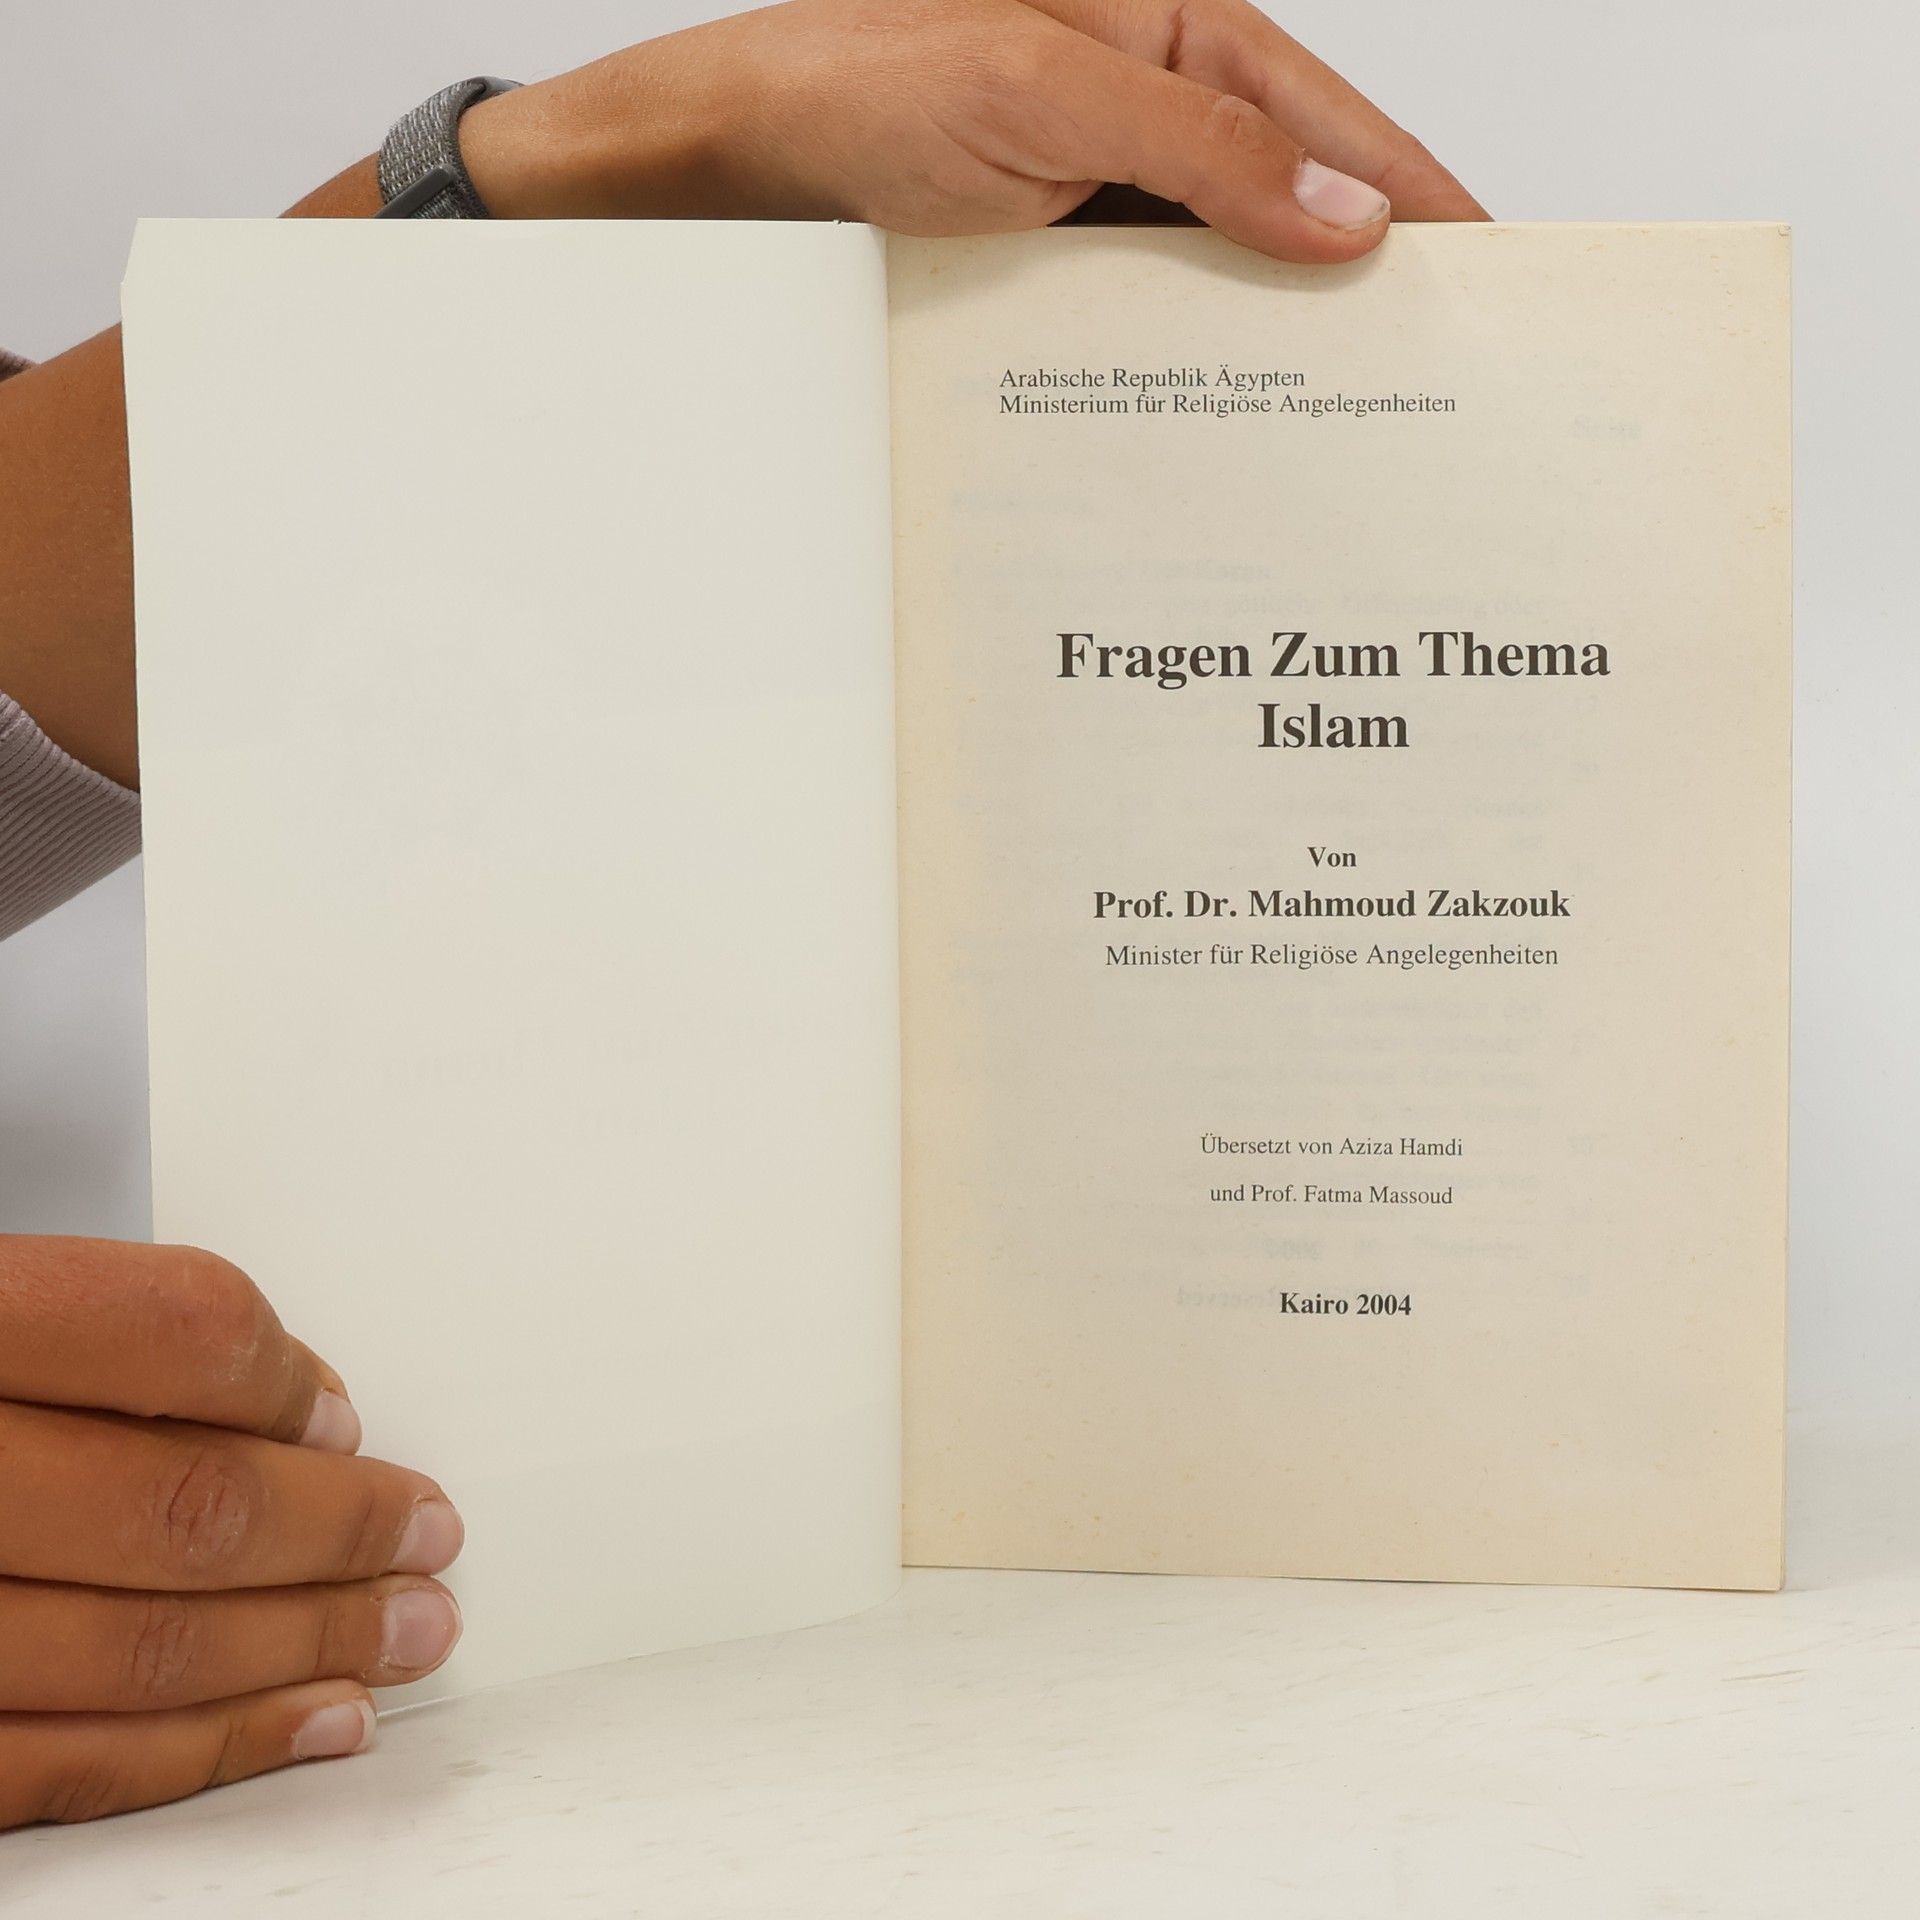 Arabische Republik Ägypten
Ministerium für Religiöse Angelegenheiten
Fragen Zum Thema
Islam
Von
Prof. Dr. Mahmoud Zakzouk
Minister für Religiöse Angelegenheiten
Übersetzt von Aziza Hamdi
und Prof. Fatma Massoud
Kairo 2004